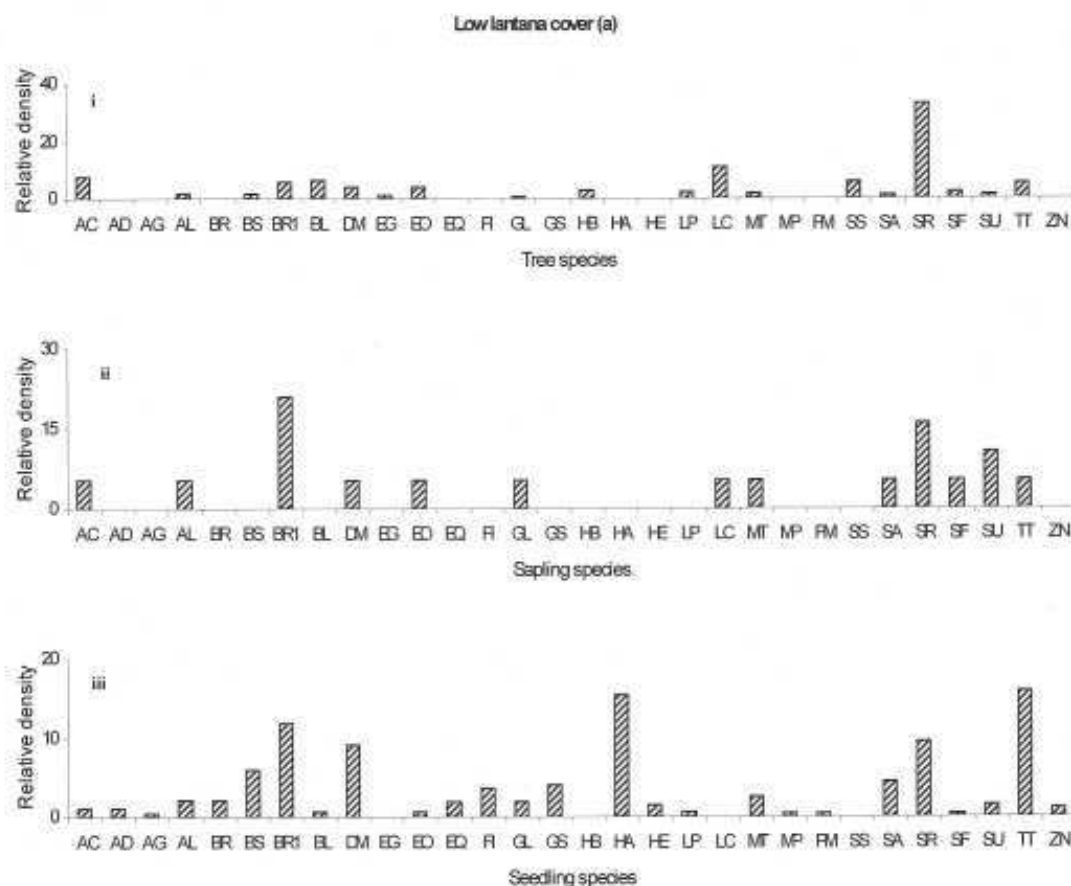 Low lantana cover (a)
Relative density
40
20
0
i
AC AD AG AL BR BS BR1 BL DM EG EO EQ FI GL GS HB HA HE LP LC MT MP PM SS SA SR SF SU TT ZN
Tree species
Relative density
30
15
0
ii
AC AD AG AL BR BS BR1 BL DM EG EO EQ FI GL GS HB HA HE LP LC MT MP PM SS SA SR SF SU TT ZN
Sapling species
Relative density
20
10
0
iii
AC AD AG AL BR BS BR1 BL DM EG EO EQ FI GL GS HB HA HE LP LC MT MP PM SS SA SR SF SU TT ZN
Seedling species